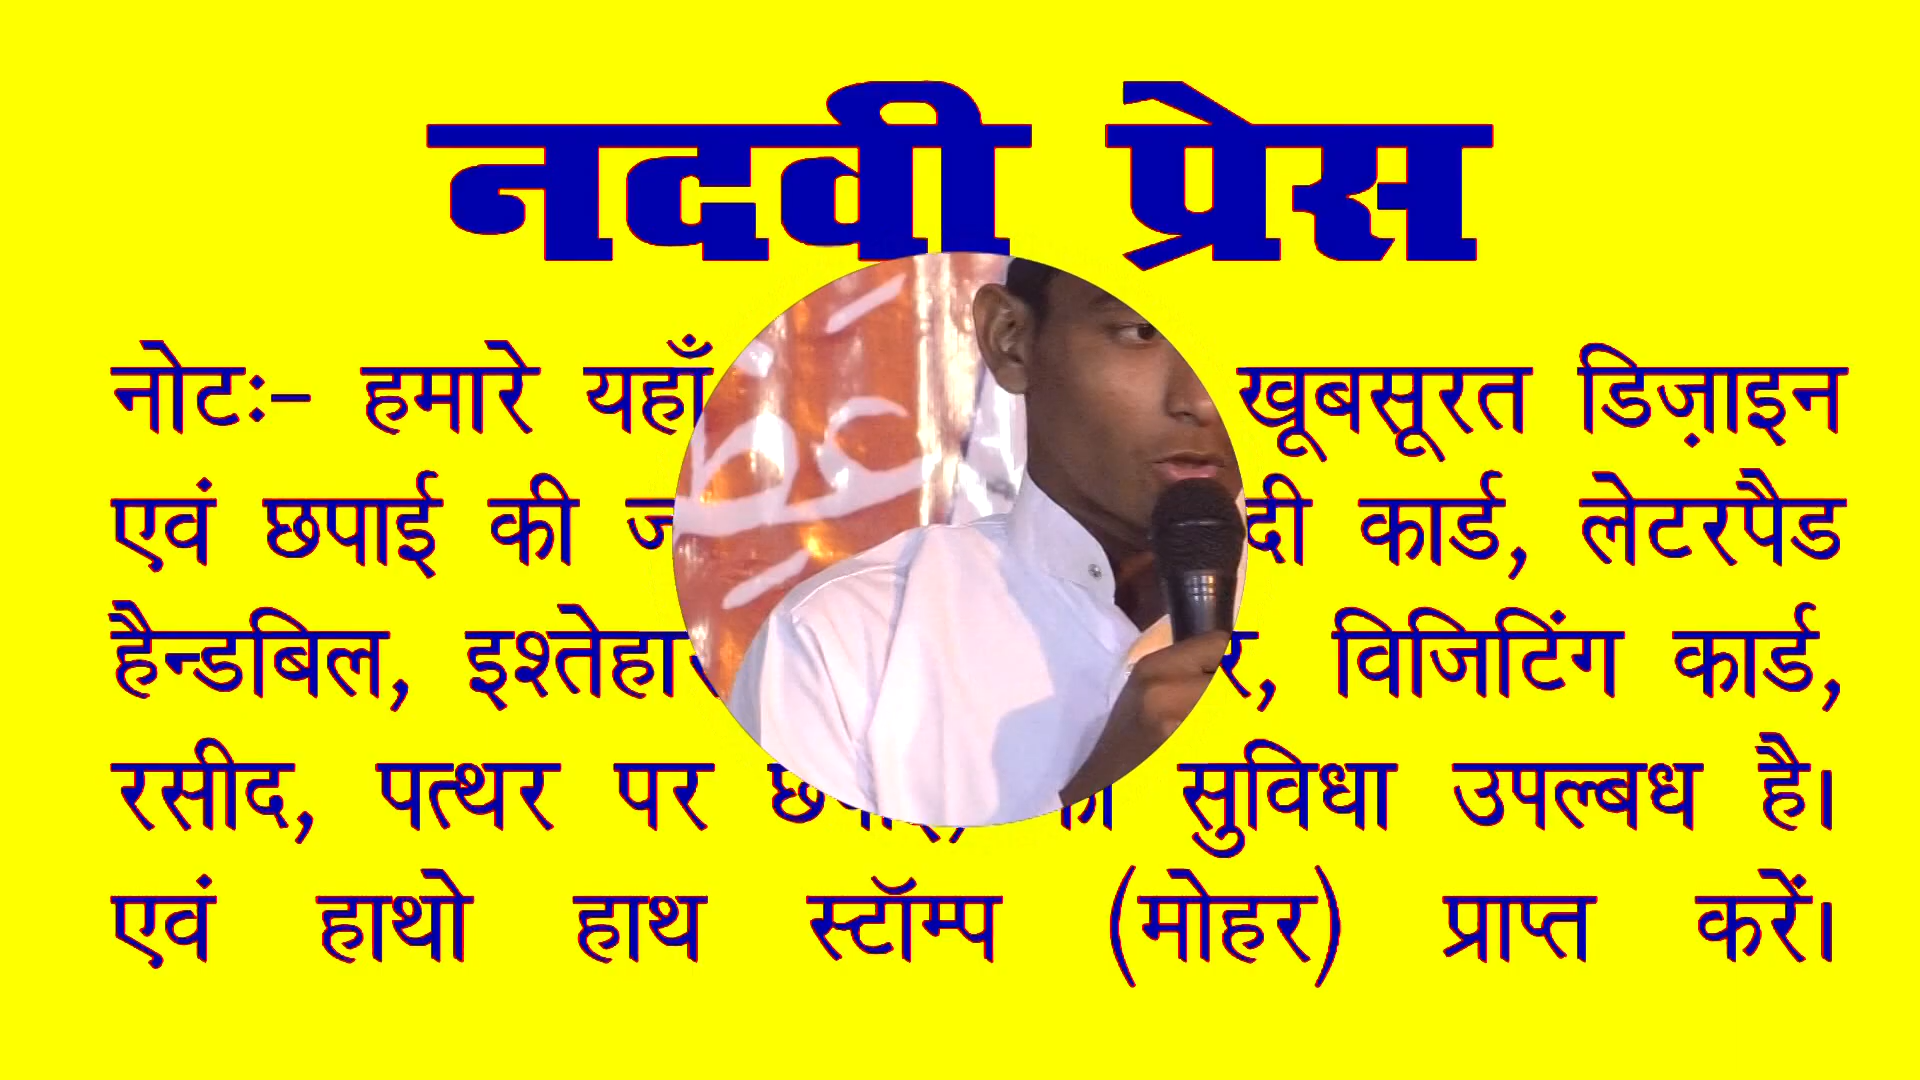 नदवी प्रेस
नोटः- हमारे यहाँ खूबसूरत डिज़ाइन
एवं छपाई की कार्ड, लेटरपैड
हैन्डबिल, विजिटिंग कार्ड,
रसीद, पत्थर पर सुविधा उपल्बध है।
एवं हाथो हाथ स्टॉम्प (मोहर) प्राप्त करें।